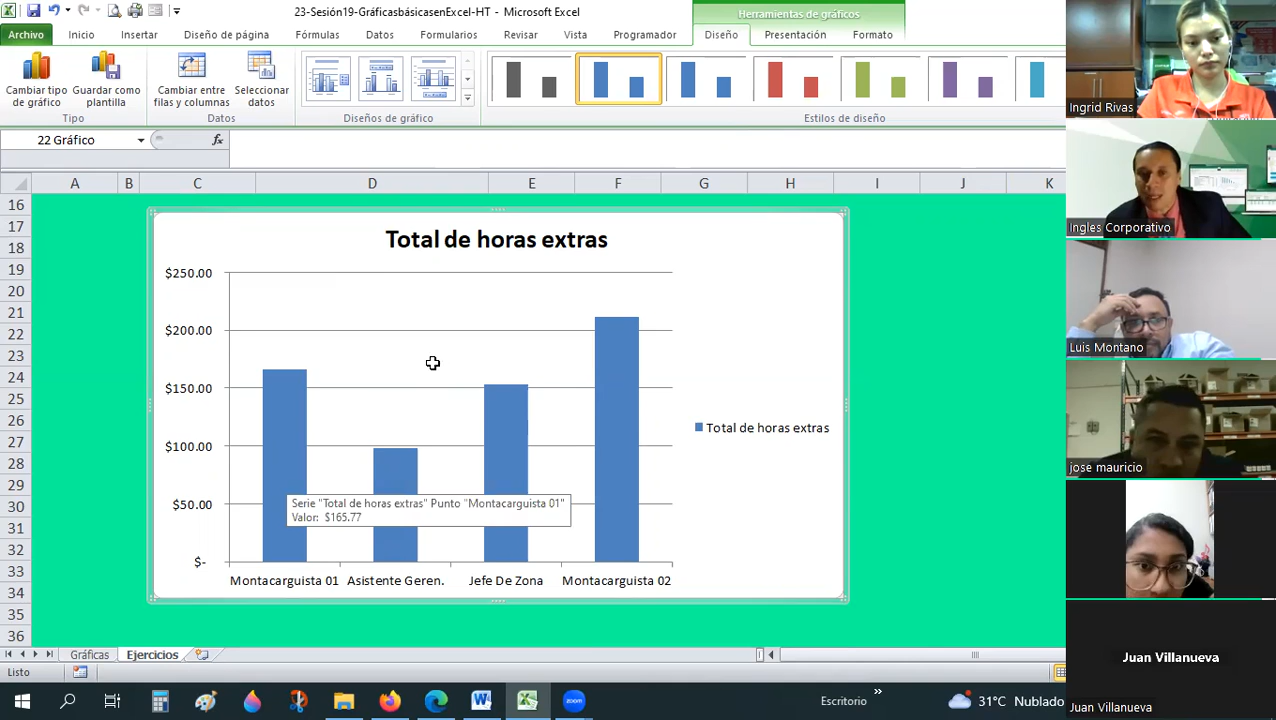 23-Sesión19-GráficasbásicasenExcel-HT - Microsoft Excel
Herramientas de gráficos
Archivo Inicio Insertar Diseño de página Fórmulas Datos Formularios Revisar Vista Programador Diseño Presentación Formato
Cambiar tipo de gráfico
Guardar como plantilla
Cambiar entre filas y columnas
Seleccionar datos
Tipo Datos Diseños de gráfico Estilos de diseño
22 Gráfico fx
A B C D E F G H I J K
16
17
18
19
20
21
22
23
24
25
26
27
28
29
30
31
32
33
34
35
36
Total de horas extras
$250.00
$200.00
$150.00
$100.00
$50.00
$-
Serie "Total de horas extras" Punto "Montacarguista 01"
Valor: $165.77
Montacarguista 01 Asistente Geren. Jefe De Zona Montacarguista 02
Total de horas extras
Gráficas Ejercicios
Listo
W
zoom
Escritorio »
31°C Nublado
Ingrid Rivas
Ingles Corporativo
Luis Montano
jose mauricio
Juan Villanueva
Juan Villanueva